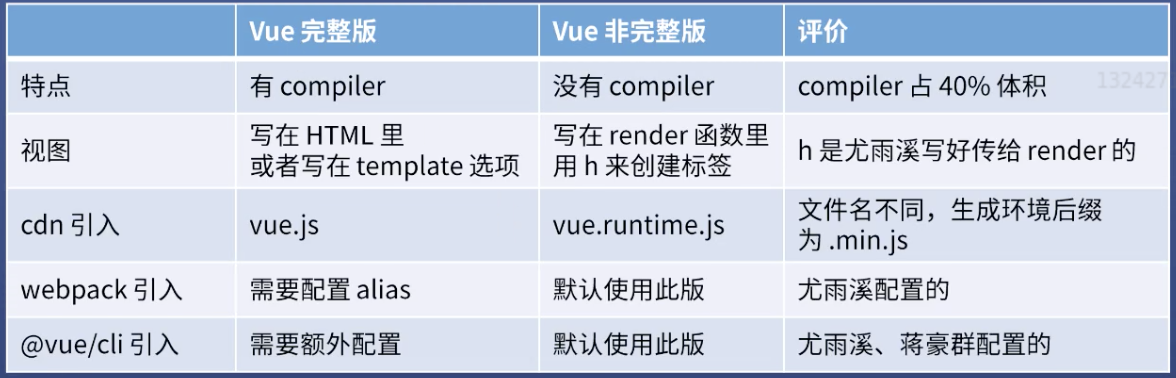 Vue 完整版 Vue 非完整版 评价
特点 有 compiler 没有 compiler compiler 占 40% 体积
132427
视图 写在 HTML 里
或者写在 template 选项 写在 render 函数里
用 h 来创建标签 h 是尤雨溪写好传给 render 的
cdn 引入 vue.js vue.runtime.js 文件名不同，生成环境后缀
为 .min.js
webpack 引入 需要配置 alias 默认使用此版 尤雨溪配置的
@vue/cli 引入 需要额外配置 默认使用此版 尤雨溪、蒋豪群配置的